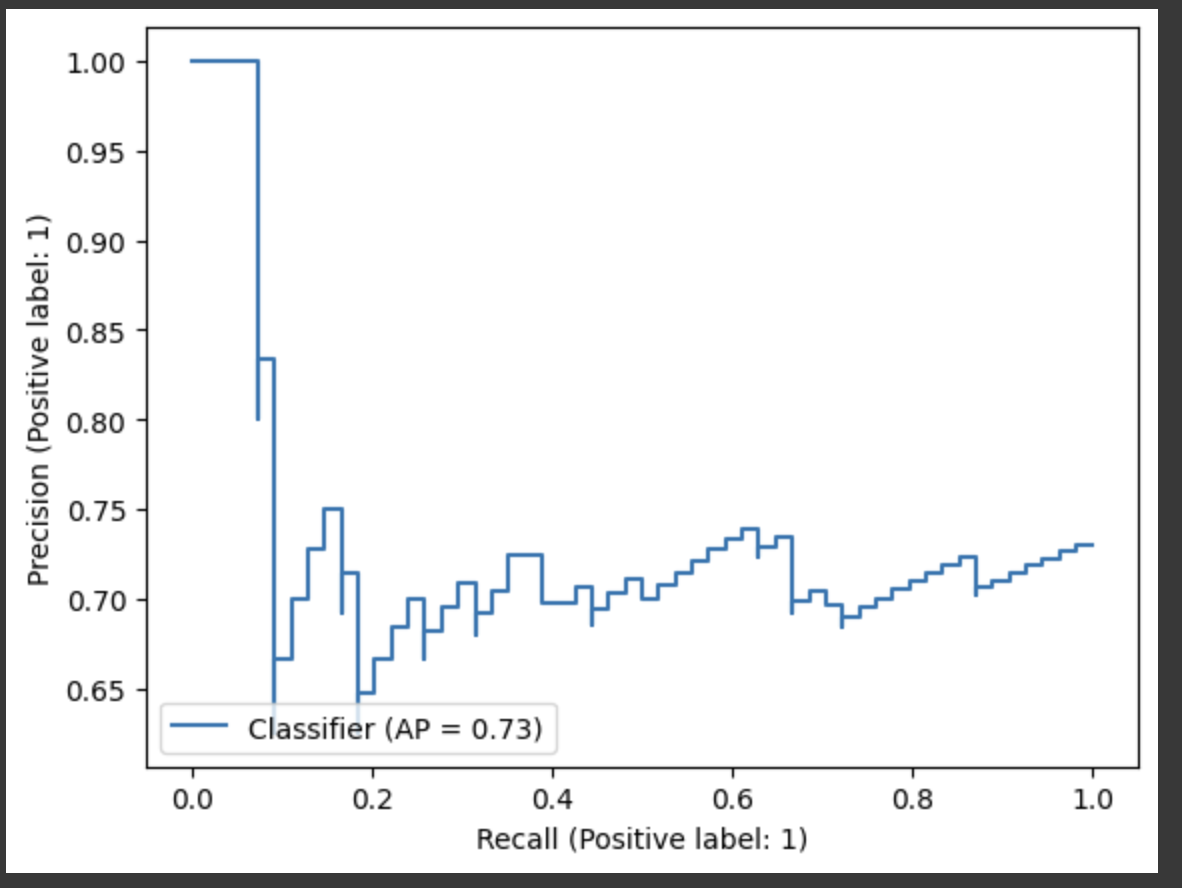 1.00
0.95
0.90
0.85
0.80
0.75
0.70
0.65
Precision (Positive label: 1)
Classifier (AP = 0.73)
0.0 0.2 0.4 0.6 0.8 1.0
Recall (Positive label: 1)